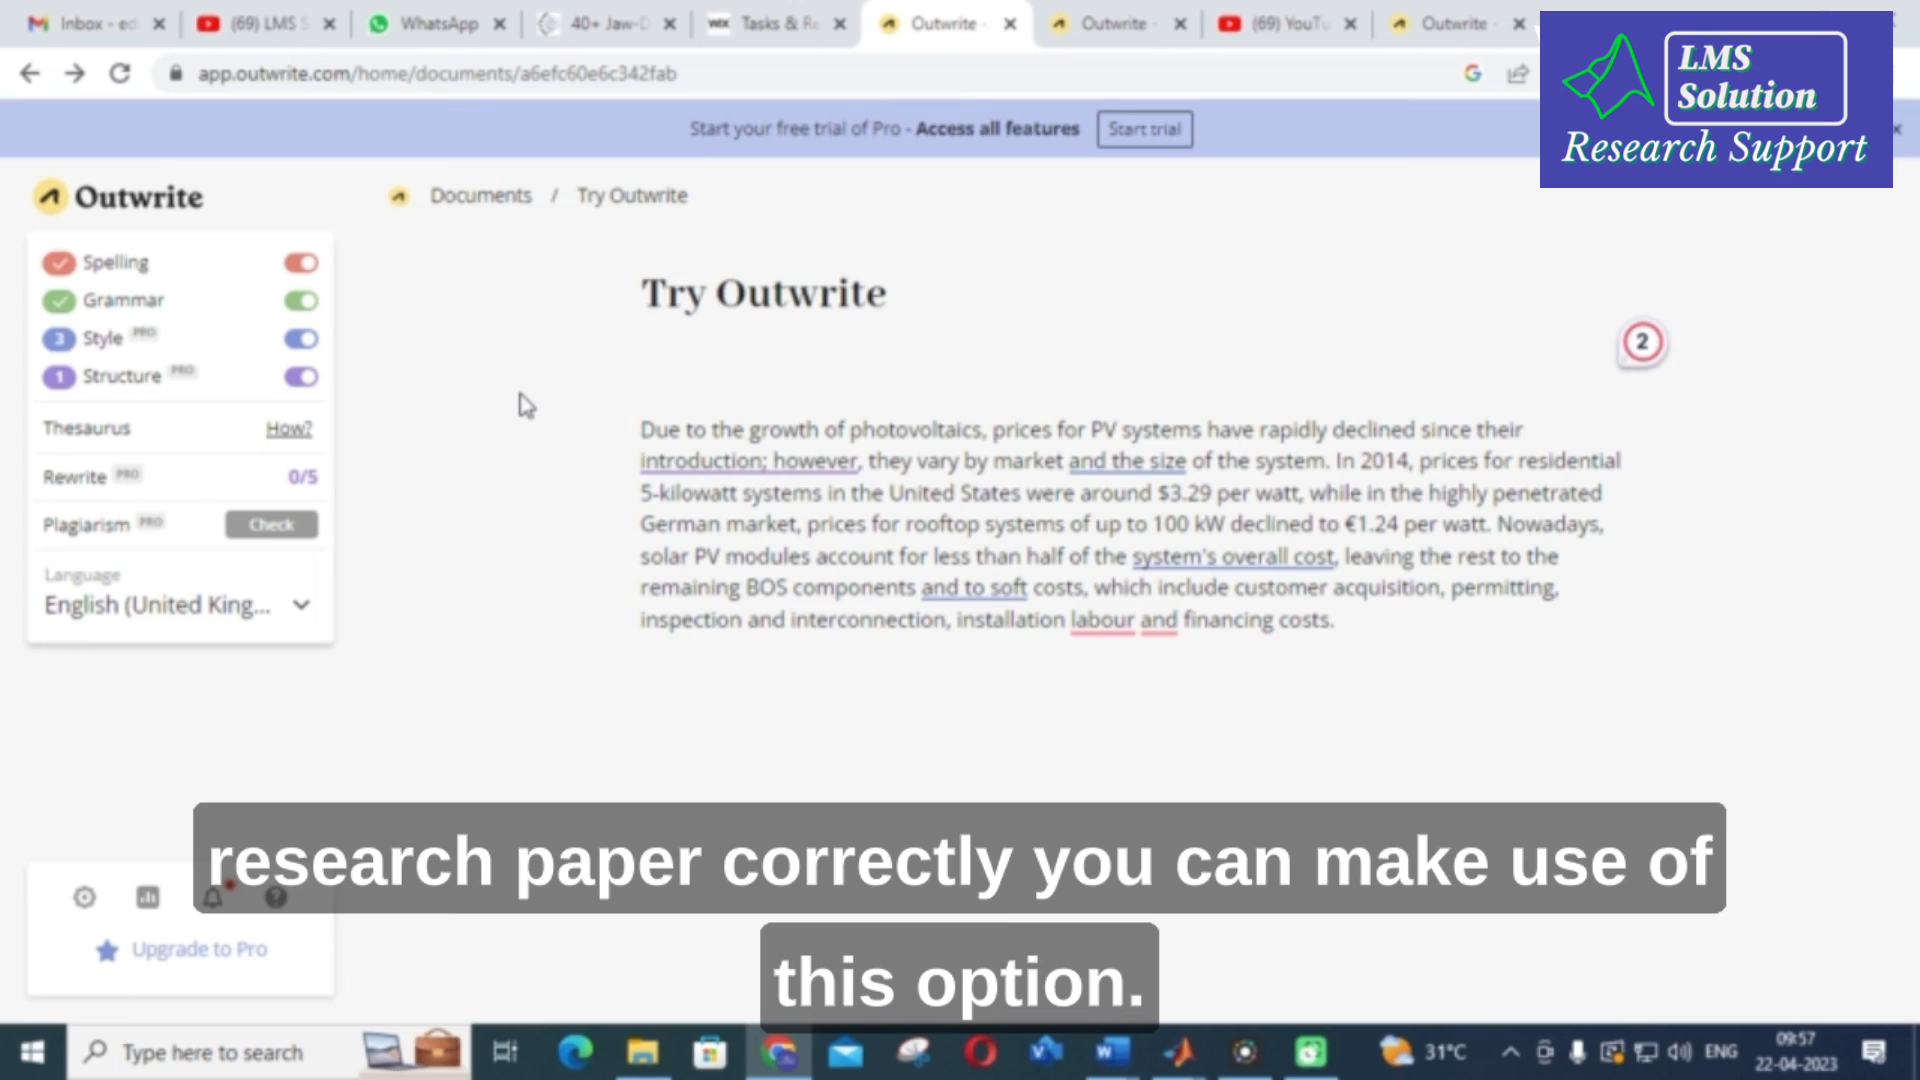 Inbox - ed
(69) LMS S
WhatsApp
40+ Jaw-D
WIX Tasks & Re
Outwrite -
Outwrite -
(69) YouTu
Outwrite -
app.outwrite.com/home/documents/a6efc60e6c342fab
LMS
Solution
Research Support
Start your free trial of Pro - Access all features
Start trial
Outwrite
Documents / Try Outwrite
Spelling
Grammar
3 Style PRO
1 Structure PRO
Thesaurus How?
Rewrite PRO 0/5
Plagiarism PRO Check
Language
English (United King...
Try Outwrite
2
Due to the growth of photovoltaics, prices for PV systems have rapidly declined since their
introduction; however, they vary by market and the size of the system. In 2014, prices for residential
5-kilowatt systems in the United States were around $3.29 per watt, while in the highly penetrated
German market, prices for rooftop systems of up to 100 kW declined to €1.24 per watt. Nowadays,
solar PV modules account for less than half of the system's overall cost, leaving the rest to the
remaining BOS components and to soft costs, which include customer acquisition, permitting,
inspection and interconnection, installation labour and financing costs.
research paper correctly you can make use of
this option.
Upgrade to Pro
Type here to search
31°C
ENG
09:57
22-04-2023